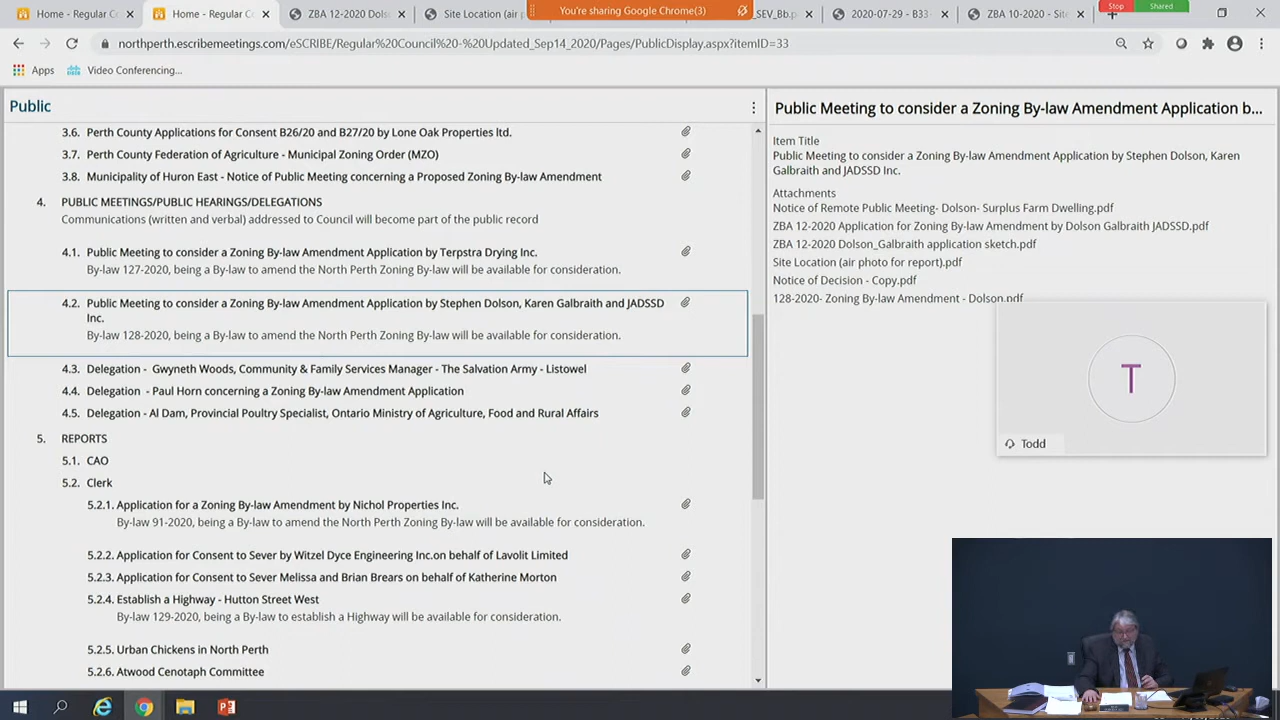 Home - Regular C
Home - Regular C
ZBA 12-2020 Dols
Site Location (air p
You're sharing Google Chrome(3)
_SEV_Bb.p
2020-07-29 - B33
ZBA 10-2020 - Sit
Stop
Shared
northperth.escribemeetings.com/eSCRIBE/Regular%20Council%20-%20Updated_Sep14_2020/Pages/PublicDisplay.aspx?itemID=33
Apps
Video Conferencing...
Public
3.6. Perth County Applications for Consent B26/20 and B27/20 by Lone Oak Properties ltd.
3.7. Perth County Federation of Agriculture - Municipal Zoning Order (MZO)
3.8. Municipality of Huron East - Notice of Public Meeting concerning a Proposed Zoning By-law Amendment
4. PUBLIC MEETINGS/PUBLIC HEARINGS/DELEGATIONS
Communications (written and verbal) addressed to Council will become part of the public record
4.1. Public Meeting to consider a Zoning By-law Amendment Application by Terpstra Drying Inc.
By-law 127-2020, being a By-law to amend the North Perth Zoning By-law will be available for consideration.
4.2. Public Meeting to consider a Zoning By-law Amendment Application by Stephen Dolson, Karen Galbraith and JADSSD
Inc.
By-law 128-2020, being a By-law to amend the North Perth Zoning By-law will be available for consideration.
4.3. Delegation - Gwyneth Woods, Community & Family Services Manager - The Salvation Army - Listowel
4.4. Delegation - Paul Horn concerning a Zoning By-law Amendment Application
4.5. Delegation - Al Dam, Provincial Poultry Specialist, Ontario Ministry of Agriculture, Food and Rural Affairs
5. REPORTS
5.1. CAO
5.2. Clerk
5.2.1. Application for a Zoning By-law Amendment by Nichol Properties Inc.
By-law 91-2020, being a By-law to amend the North Perth Zoning By-law will be available for consideration.
5.2.2. Application for Consent to Sever by Witzel Dyce Engineering Inc.on behalf of Lavolit Limited
5.2.3. Application for Consent to Sever Melissa and Brian Brears on behalf of Katherine Morton
5.2.4. Establish a Highway - Hutton Street West
By-law 129-2020, being a By-law to establish a Highway will be available for consideration.
5.2.5. Urban Chickens in North Perth
5.2.6. Atwood Cenotaph Committee
Public Meeting to consider a Zoning By-law Amendment Application b...
Item Title
Public Meeting to consider a Zoning By-law Amendment Application by Stephen Dolson, Karen
Galbraith and JADSSD Inc.
Attachments
Notice of Remote Public Meeting- Dolson- Surplus Farm Dwelling.pdf
ZBA 12-2020 Application for Zoning By-law Amendment by Dolson Galbraith JADSSD.pdf
ZBA 12-2020 Dolson_Galbraith application sketch.pdf
Site Location (air photo for report).pdf
Notice of Decision - Copy.pdf
128-2020- Zoning By-law Amendment - Dolson.pdf
T
Todd